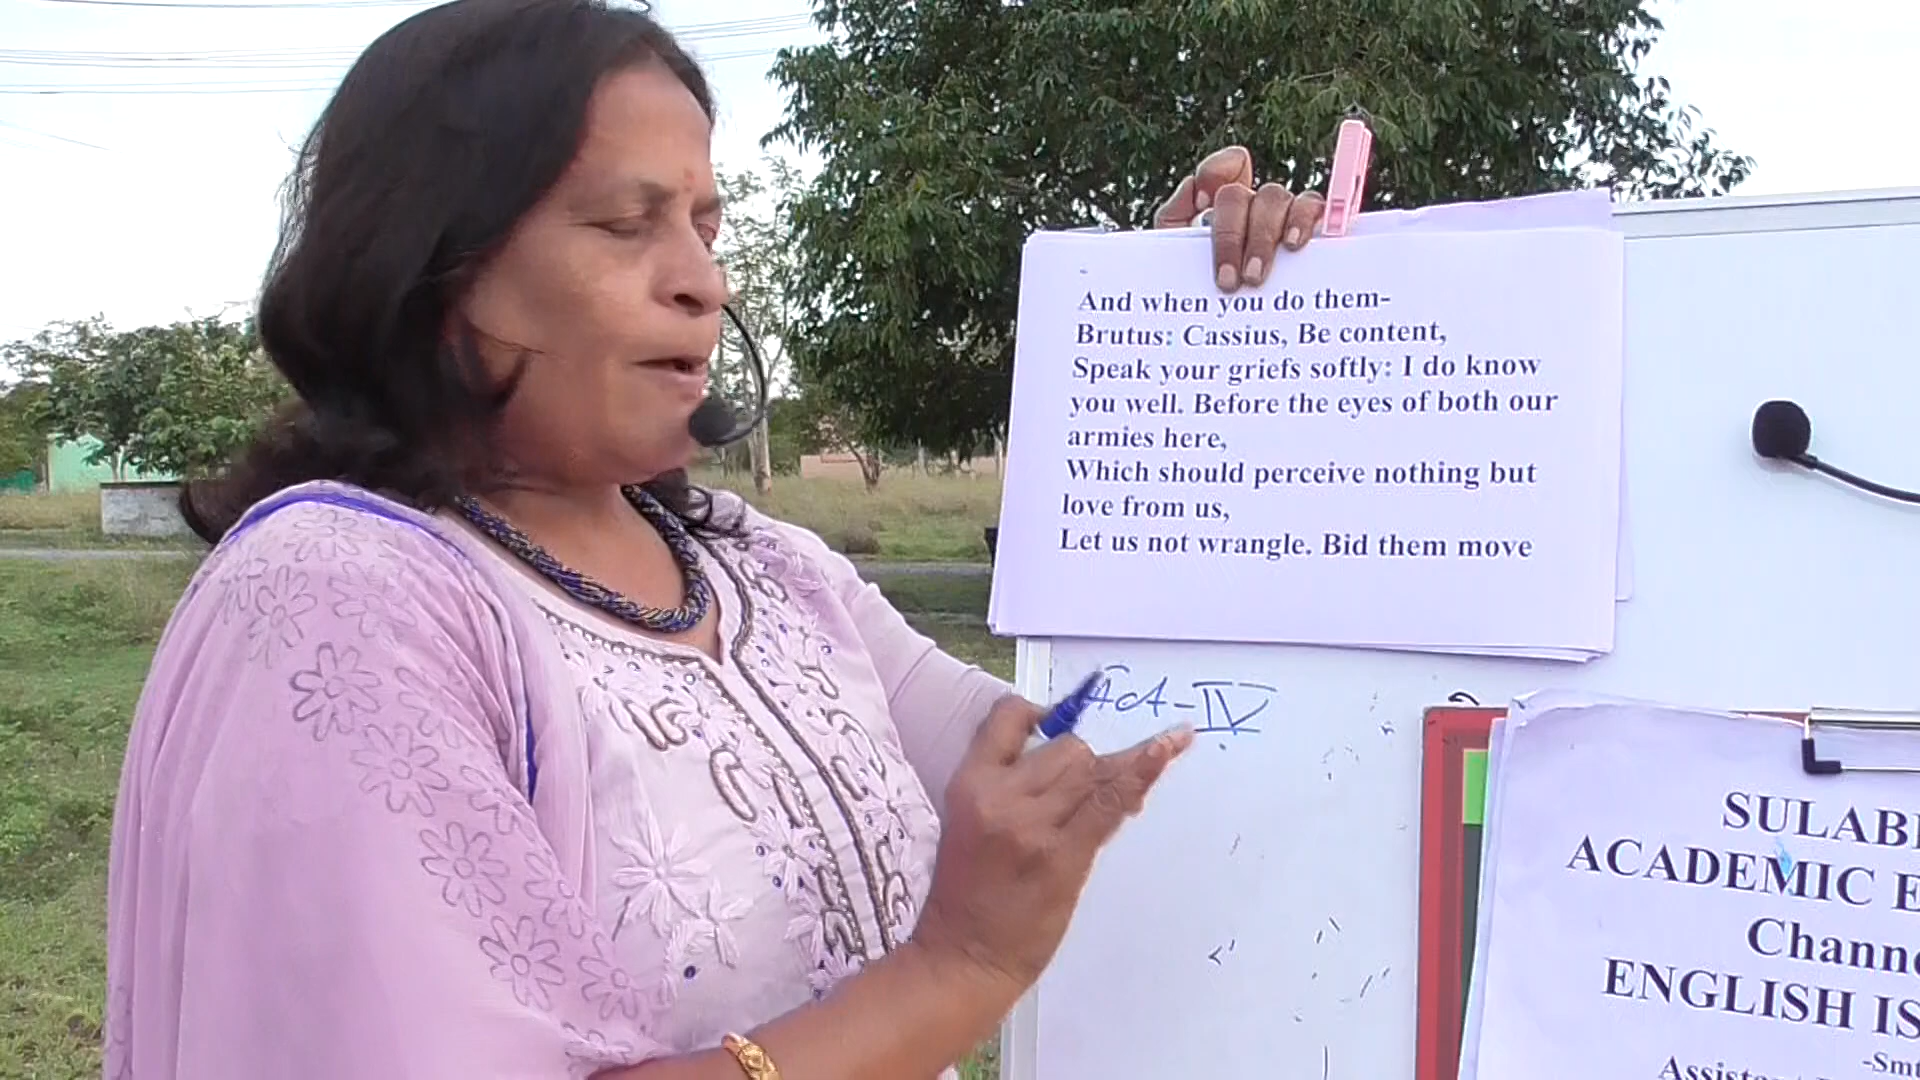 And when you do them-
Brutus: Cassius, Be content,
Speak your griefs softly: I do know
you well. Before the eyes of both our
armies here,
Which should perceive nothing but
love from us,
Let us not wrangle. Bid them move
Act-IV
SULAB
ACADEMIC E
Chann
ENGLISH IS
-Smt